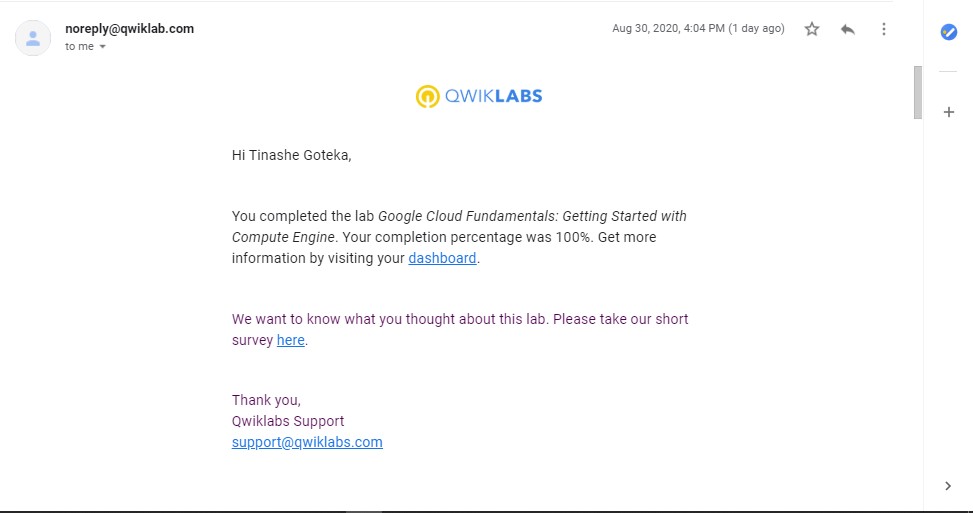 noreply@qwiklab.com
Aug 30, 2020, 4:04 PM (1 day ago)
to me
QWIKLABS
Hi Tinashe Goteka,
You completed the lab Google Cloud Fundamentals: Getting Started with
Compute Engine. Your completion percentage was 100%. Get more
information by visiting your dashboard.
We want to know what you thought about this lab. Please take our short
survey here.
Thank you,
Qwiklabs Support
support@qwiklabs.com